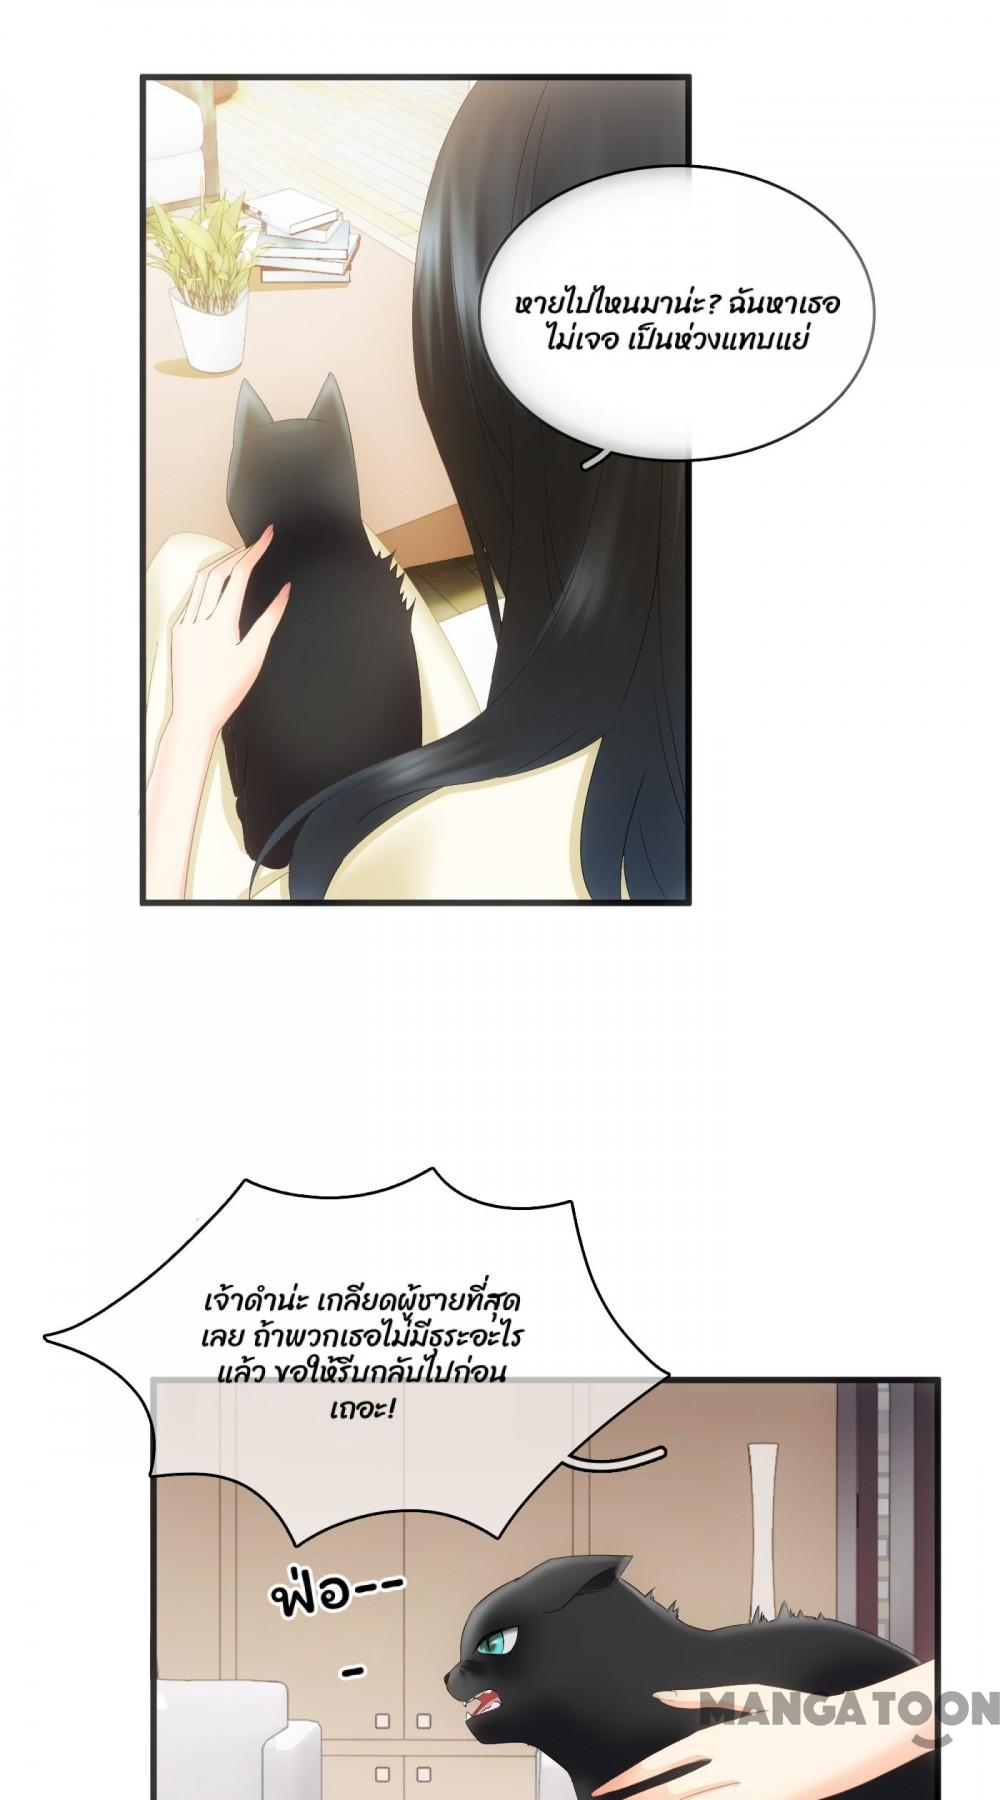 หายไปไหนมาน่ะ? ฉันหาเธอ
ไม่เจอ เป็นห่วงแทบแย่
เจ้าดำน่ะ เกลียดผู้ชายที่สุด
เลย ถ้าพวกเธอไม่มีธุระอะไร
แล้ว ขอให้รีบกลับไปก่อน
เถอะ!
ฟ่อ--
-
MANGATOON